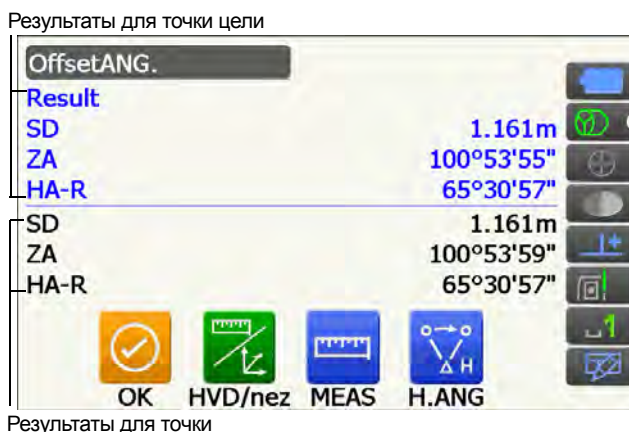 Результаты для точки цели
OffsetANG.
Result
SD 1.161m
ZA 100°53'55"
HA-R 65°30'57"
SD 1.161m
ZA 100°53'59"
HA-R 65°30'57"
1
OK HVD/nez MEAS H.ANG
Результаты для точки